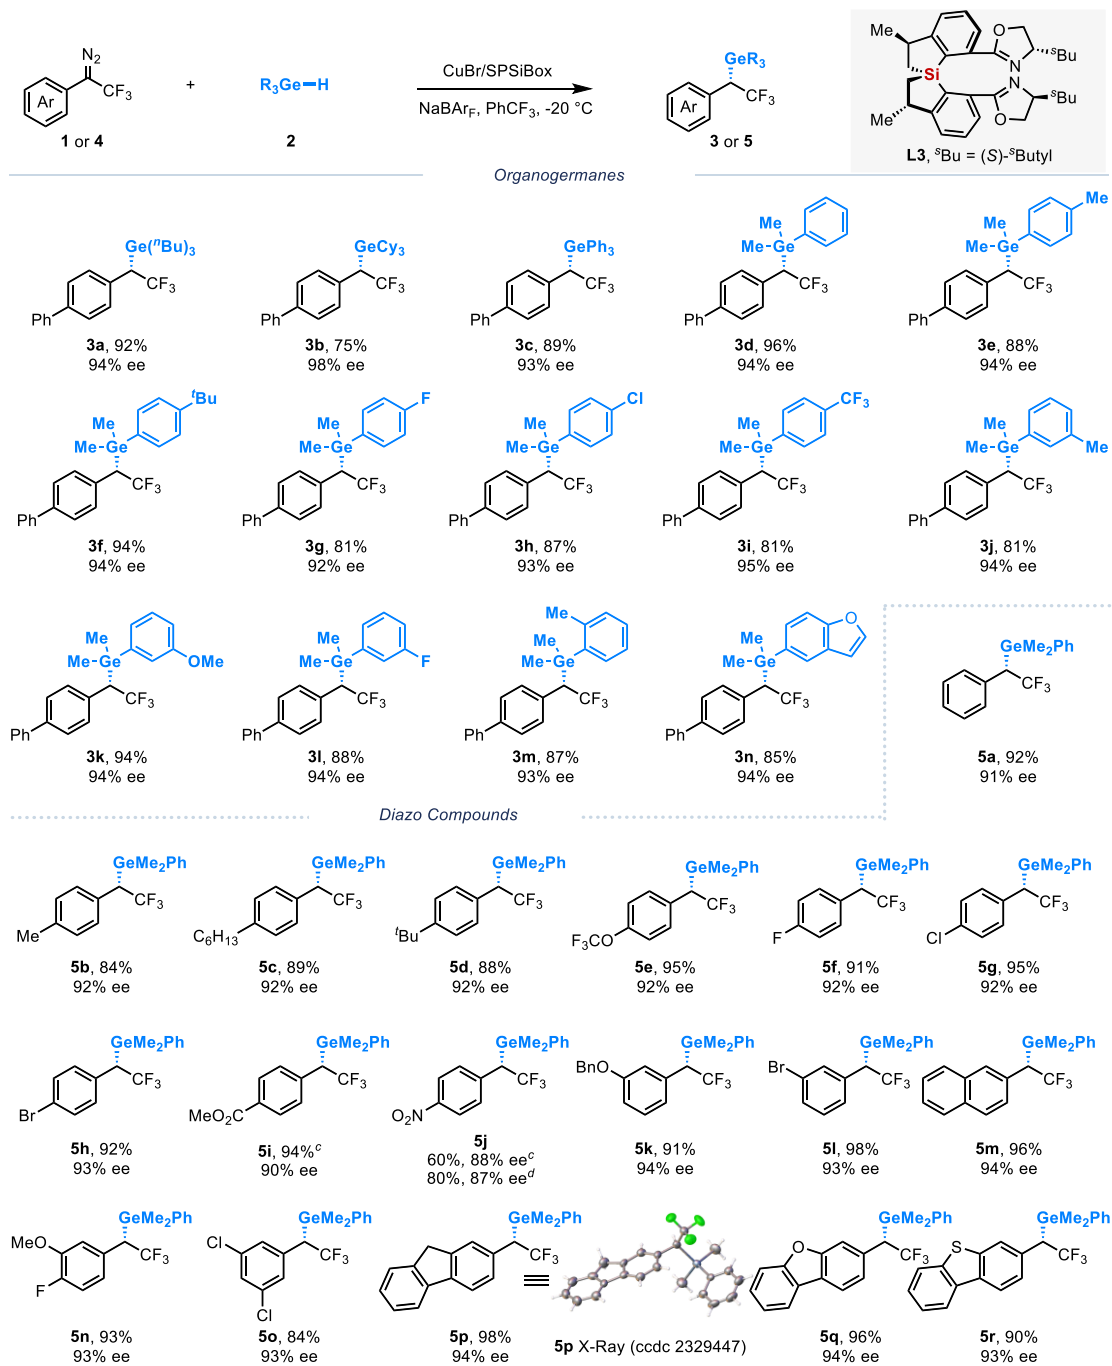 N2
CF3
Ar
1 or 4
+
R3Ge–H
2
CuBr/SPSiBox
NaBArF, PhCF3, -20 °C
GeR3
Ar
CF3
3 or 5
Me
Si
Me
O
N
N
O
sBu
sBu
L3, sBu = (S)-sButyl
Organogermanes
Ge(nBu)3
CF3
Ph
3a, 92%
94% ee
GeCy3
CF3
Ph
3b, 75%
98% ee
GePh3
CF3
Ph
3c, 89%
93% ee
Me
Me Ge
CF3
Ph
3d, 96%
94% ee
Me
Me
Me Ge
CF3
Ph
3e, 88%
94% ee
tBu
Me
Me Ge
CF3
Ph
3f, 94%
94% ee
F
Me
Me Ge
CF3
Ph
3g, 81%
92% ee
Cl
Me
Me Ge
CF3
Ph
3h, 87%
93% ee
CF3
Me
Me Ge
CF3
Ph
3i, 81%
95% ee
Me
Me Ge
Me
CF3
Ph
3j, 81%
94% ee
Me
Me Ge
OMe
CF3
Ph
3k, 94%
94% ee
Me
Me Ge
F
CF3
Ph
3l, 88%
94% ee
Me
Me
Me Ge
CF3
Ph
3m, 87%
93% ee
O
Me
Me Ge
CF3
Ph
3n, 85%
94% ee
GeMe2Ph
CF3
5a, 92%
91% ee
Diazo Compounds
GeMe2Ph
CF3
Me
5b, 84%
92% ee
GeMe2Ph
CF3
C6H13
5c, 89%
92% ee
GeMe2Ph
CF3
tBu
5d, 88%
92% ee
GeMe2Ph
CF3
F3CO
5e, 95%
92% ee
GeMe2Ph
CF3
F
5f, 91%
92% ee
GeMe2Ph
CF3
Cl
5g, 95%
92% ee
GeMe2Ph
CF3
Br
5h, 92%
93% ee
GeMe2Ph
CF3
MeO2C
5i, 94%c
90% ee
GeMe2Ph
CF3
O2N
5j
60%, 88% eec
80%, 87% eed
GeMe2Ph
BnO
CF3
5k, 91%
94% ee
GeMe2Ph
Br
CF3
5l, 98%
93% ee
GeMe2Ph
CF3
5m, 96%
94% ee
GeMe2Ph
MeO
CF3
F
5n, 93%
93% ee
GeMe2Ph
Cl
CF3
Cl
5o, 84%
93% ee
GeMe2Ph
CF3
5p, 98%
94% ee
5p X-Ray (ccdc 2329447)
GeMe2Ph
O
CF3
5q, 96%
94% ee
GeMe2Ph
S
CF3
5r, 90%
93% ee